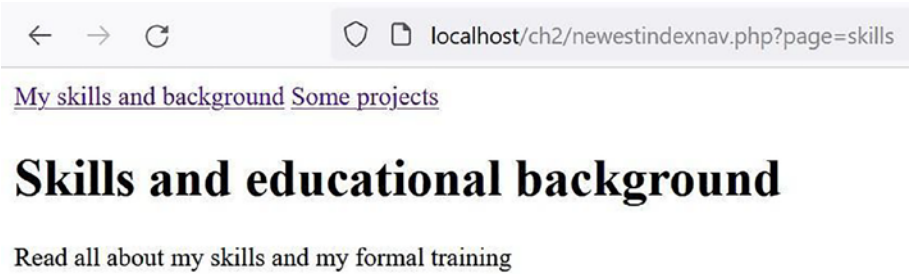 localhost/ch2/newestindexnav.php?page=skills
My skills and background Some projects
Skills and educational background
Read all about my skills and my formal training